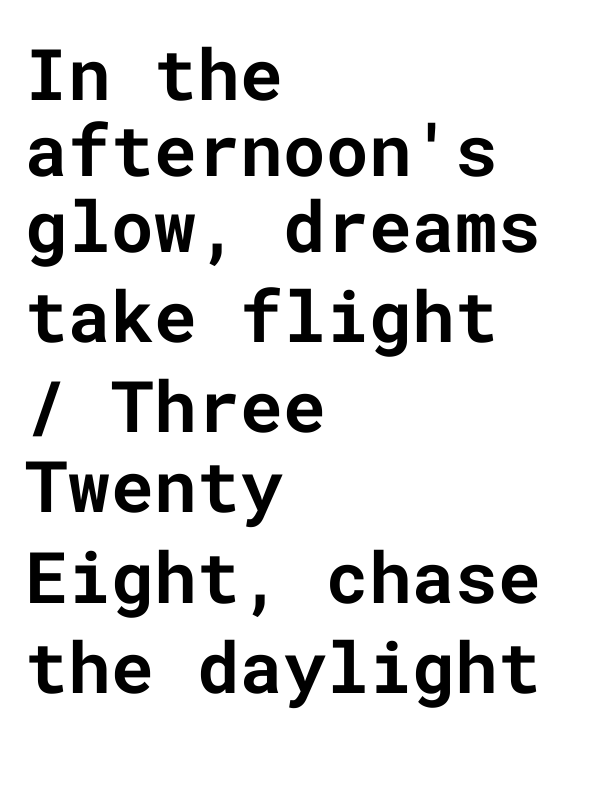 In the
afternoon's
glow, dreams
take flight
/ Three
Twenty
Eight, chase
the daylight